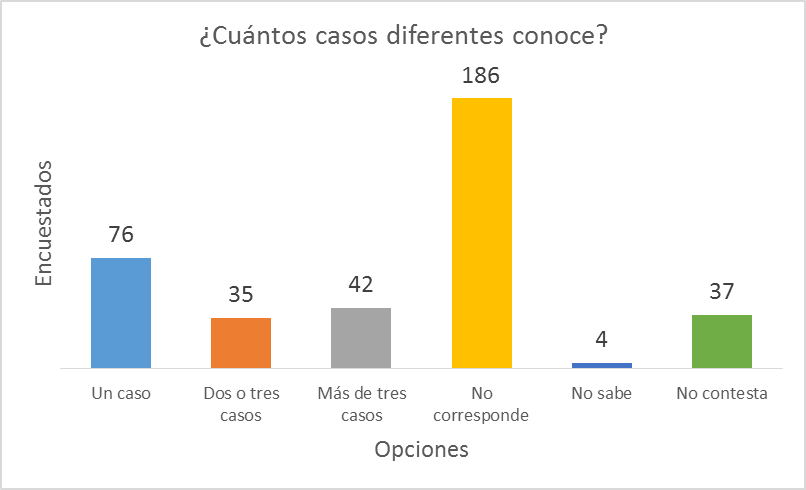 ¿Cuántos casos diferentes conoce?
186
76
35
42
4
37
Encuestados
Un caso
Dos o tres
casos
Más de tres
casos
No
corresponde
No sabe
No contesta
Opciones